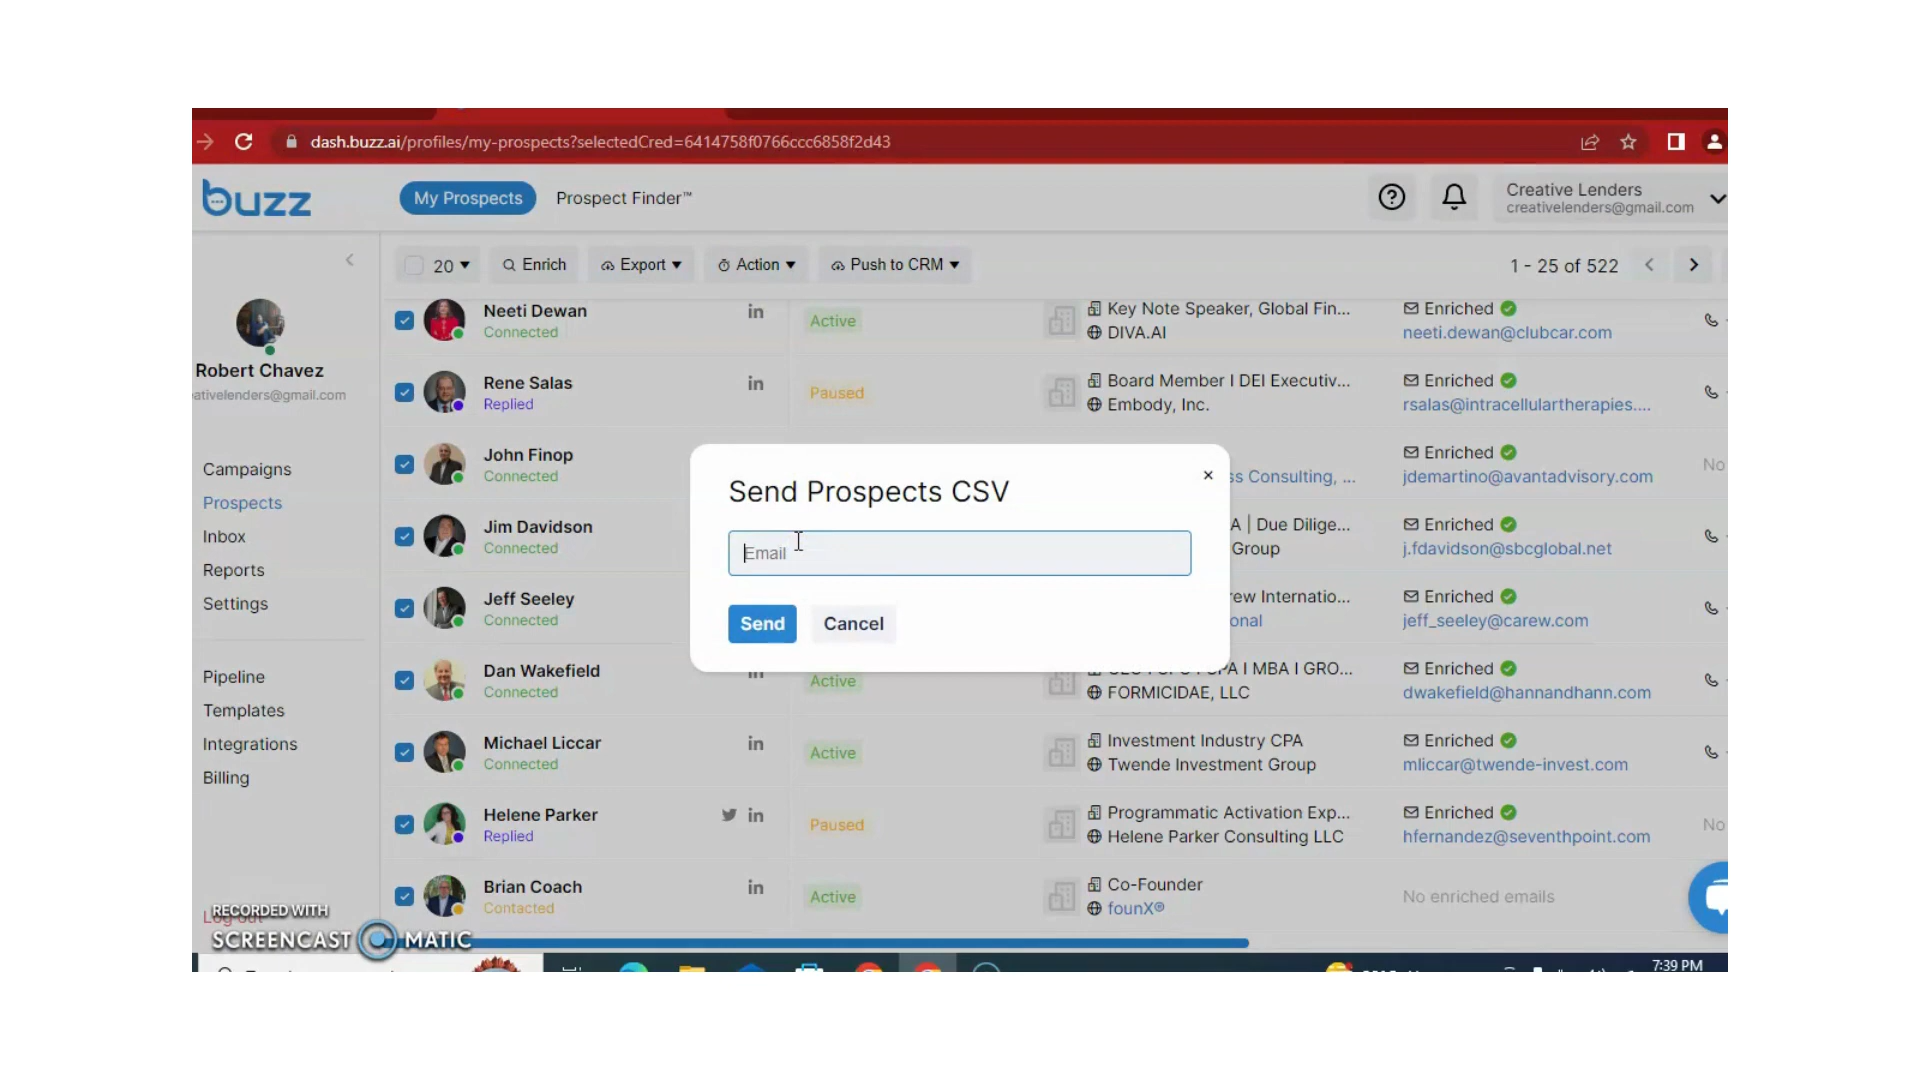 dash.buzz.ai/profiles/my-prospects?selectedCred=6414758f0766ccc6858f2d43
buzz
My Prospects
Prospect Finder™
Creative Lenders
creativelenders@gmail.com
20
Enrich
Export
Action
Push to CRM
1 - 25 of 522
Robert Chavez
ativelenders@gmail.com
Campaigns
Prospects
Inbox
Reports
Settings
Pipeline
Templates
Integrations
Billing
Log out
Neeti Dewan
Connected
in
Active
Key Note Speaker, Global Fin...
DIVA.AI
Enriched
neeti.dewan@clubcar.com
Rene Salas
Replied
in
Paused
Board Member I DEI Executiv...
Embody, Inc.
Enriched
rsalas@intracellulartherapies....
John Finop
Connected
ss Consulting, ...
Enriched
jdemartino@avantadvisory.com
No
Jim Davidson
Connected
A | Due Dilige...
Group
Enriched
j.fdavidson@sbcglobal.net
Jeff Seeley
Connected
rew Internatio...
onal
Enriched
jeff_seeley@carew.com
Dan Wakefield
Connected
in
Active
CPA I MBA I GRO...
FORMICIDAE, LLC
Enriched
dwakefield@hannandhann.com
Michael Liccar
Connected
in
Active
Investment Industry CPA
Twende Investment Group
Enriched
mliccar@twende-invest.com
Helene Parker
Replied
in
Paused
Programmatic Activation Exp...
Helene Parker Consulting LLC
Enriched
hfernandez@seventhpoint.com
No
Brian Coach
Contacted
in
Active
Co-Founder
founX®
No enriched emails
Send Prospects CSV
Email
Send
Cancel
RECORDED WITH
SCREENCAST MATIC
7:39 PM